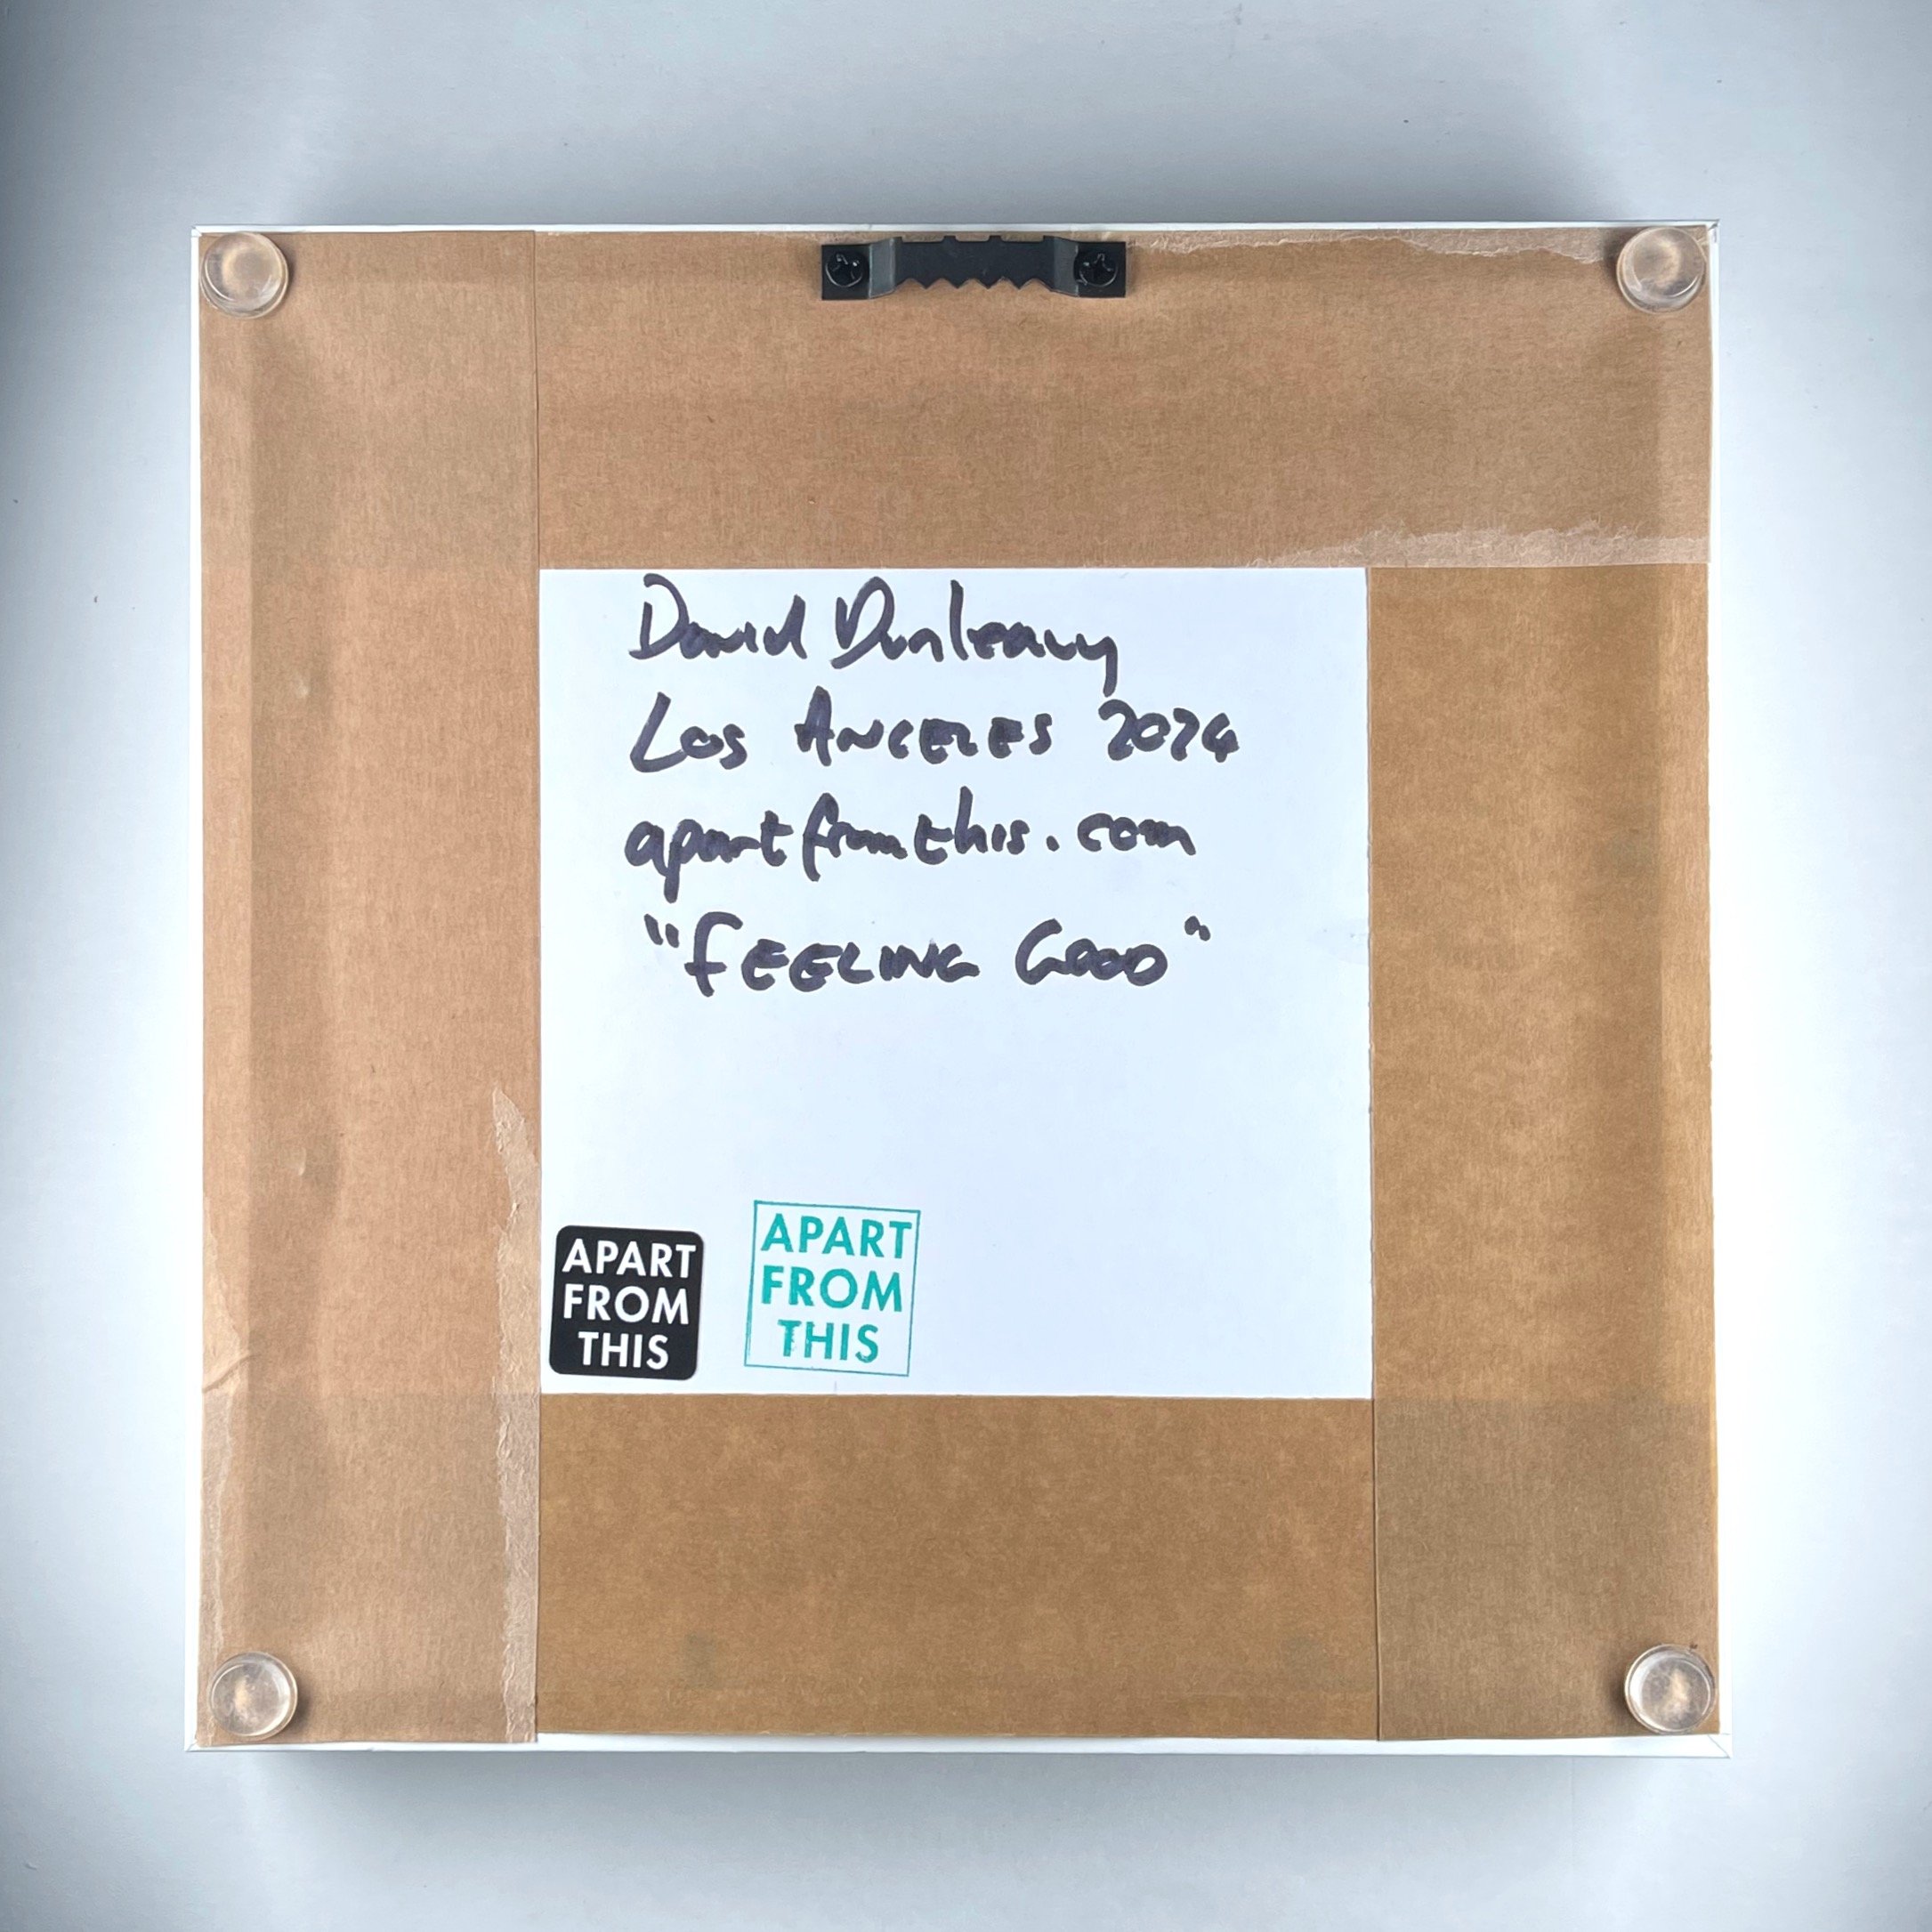 David Dunleavy
Los ANGELES 2024
apartfromthis.com
"FEELING GOOD"
APART
FROM
THIS
APART
FROM
THIS